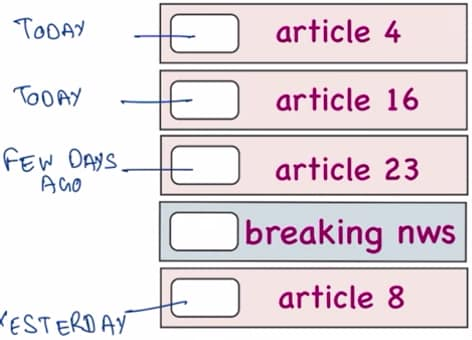 TODAY
article 4
TODAY
article 16
FEW DAYS
AGO
article 23
breaking nws
article 8
YESTERDAY